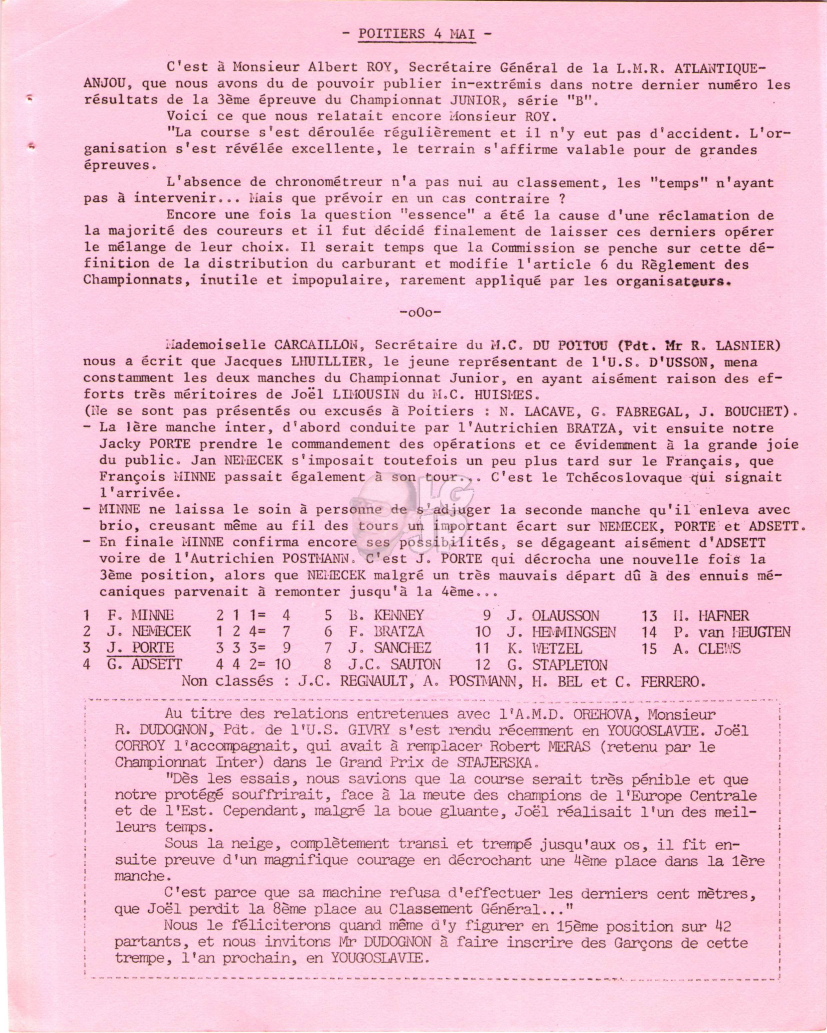 - POITIERS 4 MAI -
C'est à Monsieur Albert ROY, Secrétaire Général de la L.M.R. ATLANTIQUE-
ANJOU, que nous avons du de pouvoir publier in-extrémis dans notre dernier numéro les
résultats de la 3ème épreuve du Championnat JUNIOR, série "B".
Voici ce que nous relatait encore Monsieur ROY.
"La course s'est déroulée régulièrement et il n'y eut pas d'accident. L'or-
ganisation s'est révélée excellente, le terrain s'affirme valable pour de grandes
épreuves.
L'absence de chronométreur n'a pas nui au classement, les "temps" n'ayant
pas à intervenir... Mais que prévoir en un cas contraire ?
Encore une fois la question "essence" a été la cause d'une réclamation de
la majorité des coureurs et il fut décidé finalement de laisser ces derniers opérer
le mélange de leur choix. Il serait temps que la Commission se penche sur cette dé-
finition de la distribution du carburant et modifie l'article 6 du Règlement des
Championnats, inutile et impopulaire, rarement appliqué par les organisateurs.
-oOo-
Mademoiselle CARCAILLON, Secrétaire du M.C. DU POITOU (Pdt. Mr R. LASNIER)
nous a écrit que Jacques LHUILLIER, le jeune représentant de l'U.S. D'USSON, mena
constamment les deux manches du Championnat Junior, en ayant aisément raison des ef-
forts très méritoires de Joël LIMOUSIN du M.C. HUISMES.
(Ne se sont pas présentés ou excusés à Poitiers : N. LACAVE, G. FABREGAL, J. BOUCHET).
- La 1ère manche inter, d'abord conduite par l'Autrichien BRATZA, vit ensuite notre
Jacky PORTE prendre le commandement des opérations et ce évidemment à la grande joie
du public. Jan NEMECEK s'imposait toutefois un peu plus tard sur le Français, que
François MINNE passait également à son tour... C'est le Tchécoslovaque qui signait
l'arrivée.
- MINNE ne laissa le soin à personne de s'adjuger la seconde manche qu'il enleva avec
brio, creusant même au fil des tours un important écart sur NEMECEK, PORTE et ADSETT.
- En finale MINNE confirma encore ses possibilités, se dégageant aisément d'ADSETT
voire de l'Autrichien POSTMANN. C'est J. PORTE qui décrocha une nouvelle fois la
3ème position, alors que NEMECEK malgré un très mauvais départ dû à des ennuis mé-
caniques parvenait à remonter jusqu'à la 4ème...
1 F. MINNE 2 1 1= 4 5 B. KENNEY 9 J. OLAUSSON 13 H. HAFNER
2 J. NEMECEK 1 2 4= 7 6 F. BRATZA 10 J. HEMMINGSEN 14 P. van HEUGTEN
3 J. PORTE 3 3 3= 9 7 J. SANCHEZ 11 K. WETZEL 15 A. CLEWS
4 G. ADSETT 4 4 2= 10 8 J.C. SAUTON 12 G. STAPLETON
Non classés : J.C. REGNAULT, A. POSTMANN, H. BEL et C. FERRERO.
Au titre des relations entretenues avec l'A.M.D. OREHOVA, Monsieur
R. DUDOGNON, Pdt. de l'U.S. GIVRY s'est rendu récemment en YOUGOSLAVIE. Joël
CORROY l'accompagnait, qui avait à remplacer Robert MERAS (retenu par le
Championnat Inter) dans le Grand Prix de STAJERSKA.
"Dès les essais, nous savions que la course serait très pénible et que
notre protégé souffrirait, face à la meute des champions de l'Europe Centrale
et de l'Est. Cependant, malgré la boue gluante, Joël réalisait l'un des meil-
leurs temps.
Sous la neige, complètement transi et trempé jusqu'aux os, il fit en-
suite preuve d'un magnifique courage en décrochant une 4ème place dans la 1ère
manche.
C'est parce que sa machine refusa d'effectuer les derniers cent mètres,
que Joël perdit la 8ème place au Classement Général..."
Nous le féliciterons quand même d'y figurer en 15ème position sur 42
partants, et nous invitons Mr DUDOGNON à faire inscrire des Garçons de cette
trempe, l'an prochain, en YOUGOSLAVIE.